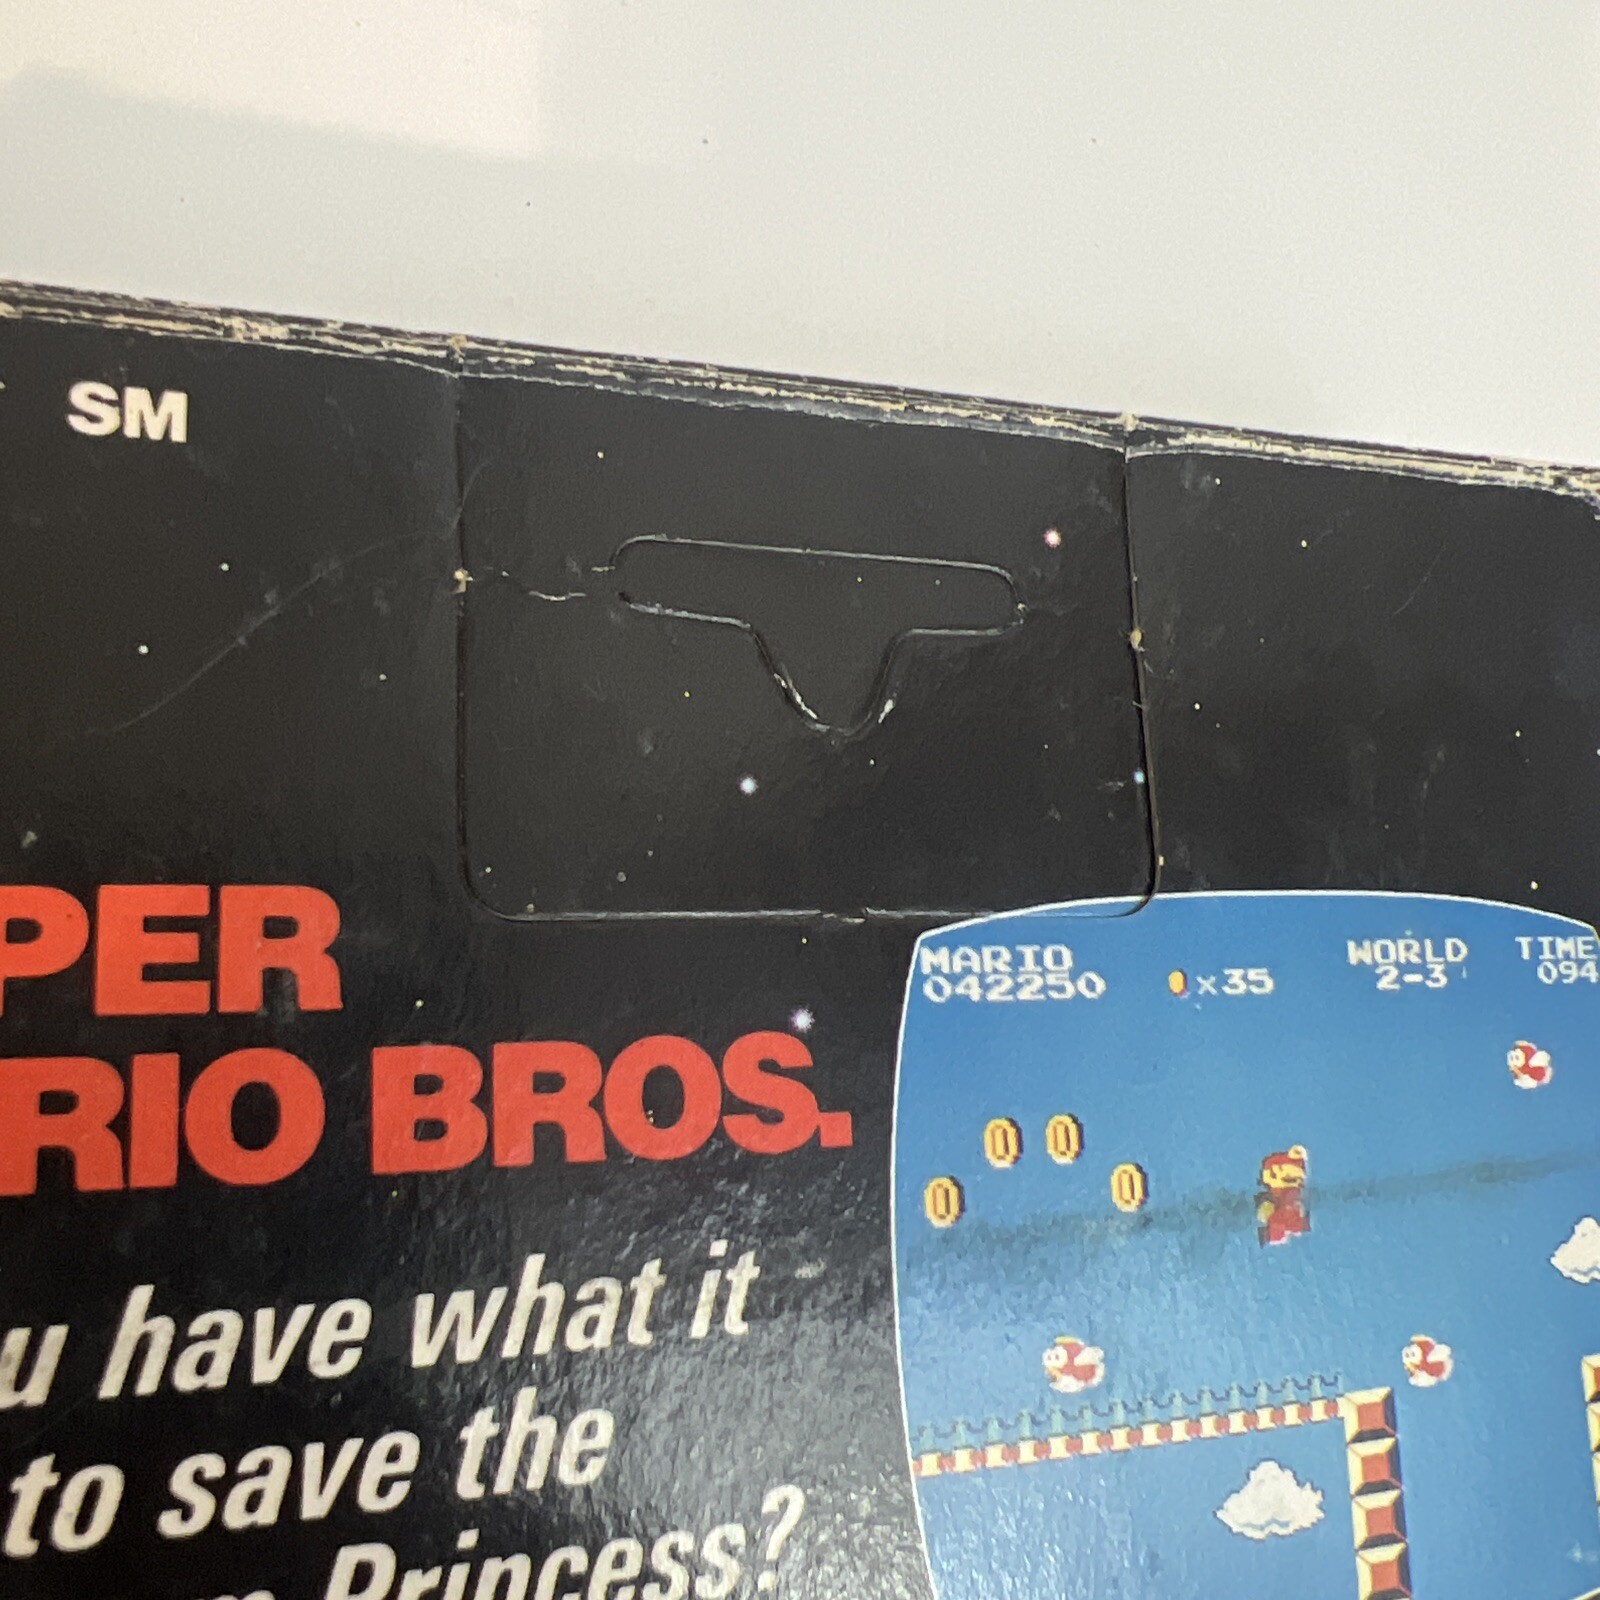 SM
PER
RIO BROS.
u have what it
to save the
Princess?
MARIO
042250
x35
WORLD
2-3
TIME
094